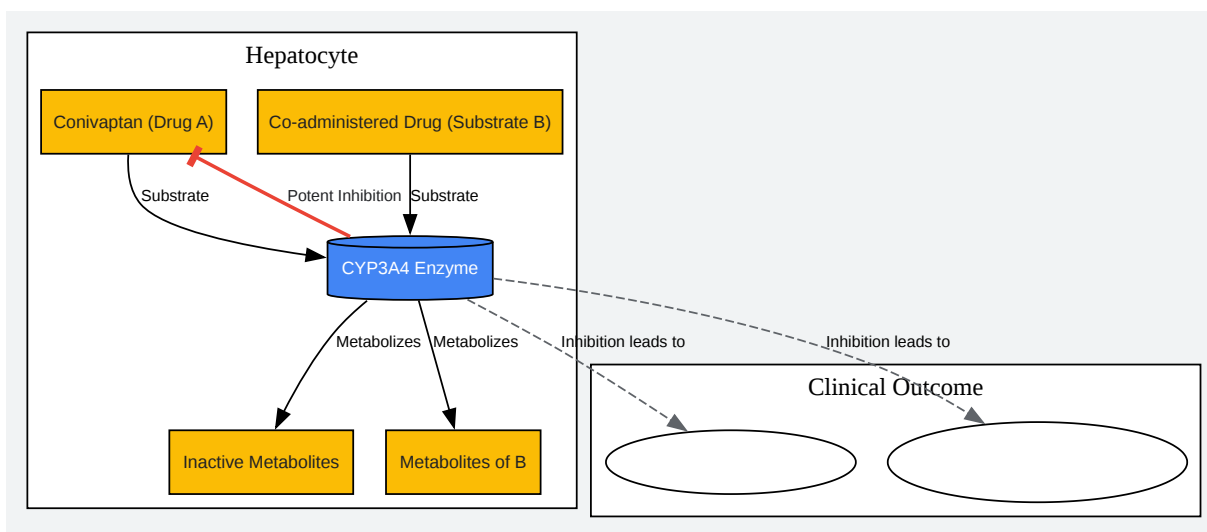 Hepatocyte
Conivaptan (Drug A)
Co-administered Drug (Substrate B)
Substrate
Potent Inhibition
Substrate
CYP3A4 Enzyme
Metabolizes
Metabolizes
Inhibition leads to
Inhibition leads to
Clinical Outcome
Inactive Metabolites
Metabolites of B